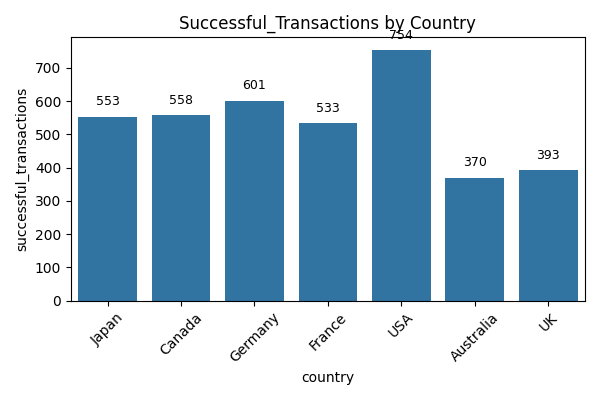 Successful_Transactions by Country
successful_transactions
700
600
500
400
300
200
100
0
553
558
601
533
754
370
393
Japan
Canada
Germany
France
USA
Australia
UK
country